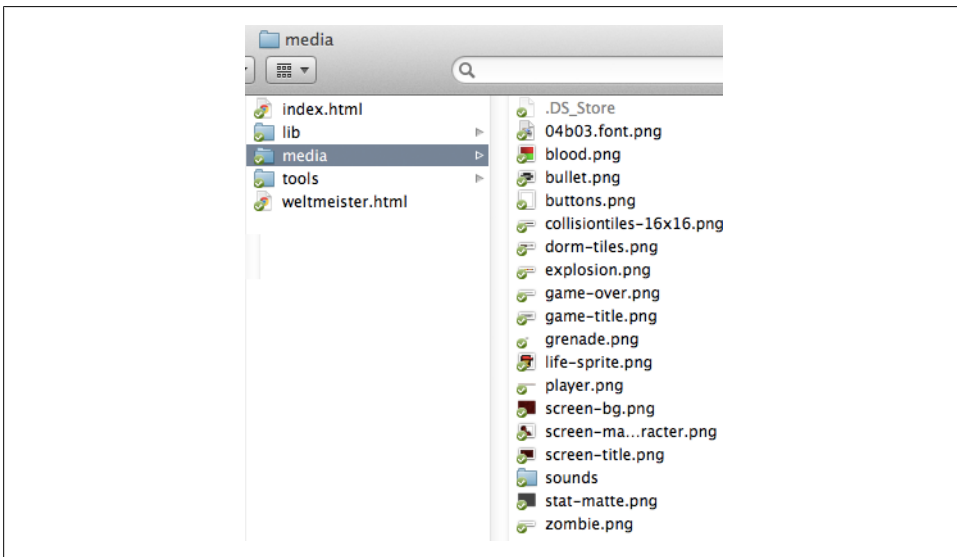 media
index.html
lib
media
tools
weltmeister.html
.DS_Store
04b03.font.png
blood.png
bullet.png
buttons.png
collisiontiles-16x16.png
dorm-tiles.png
explosion.png
game-over.png
game-title.png
grenade.png
life-sprite.png
player.png
screen-bg.png
screen-ma...racter.png
screen-title.png
sounds
stat-matte.png
zombie.png